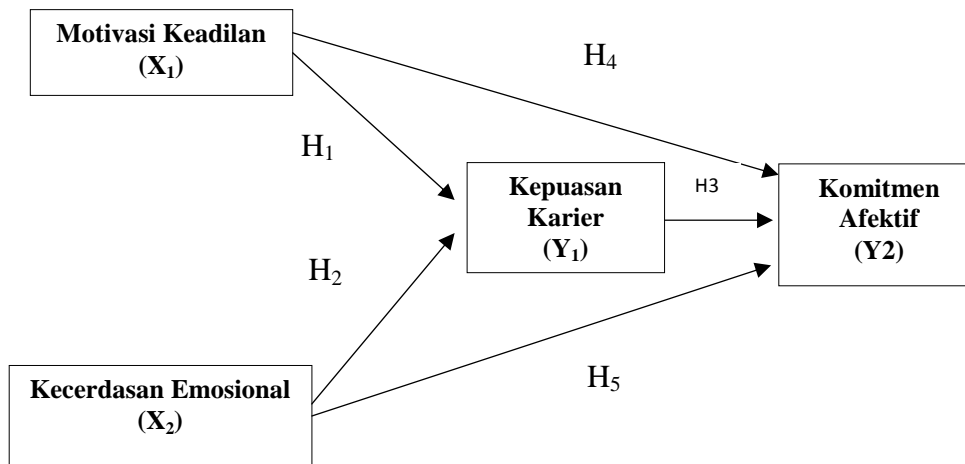 Motivasi Keadilan
(X₁)
H₄
H₁
Kepuasan
Karier
(Y₁)
H3
Komitmen
Afektif
(Y2)
H₂
Kecerdasan Emosional
(X₂)
H₅